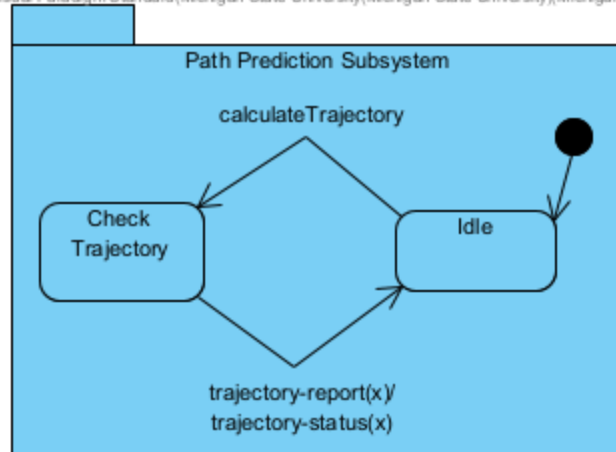 Path Prediction Subsystem
calculateTrajectory
Check
Trajectory
Idle
trajectory-report(x)/
trajectory-status(x)